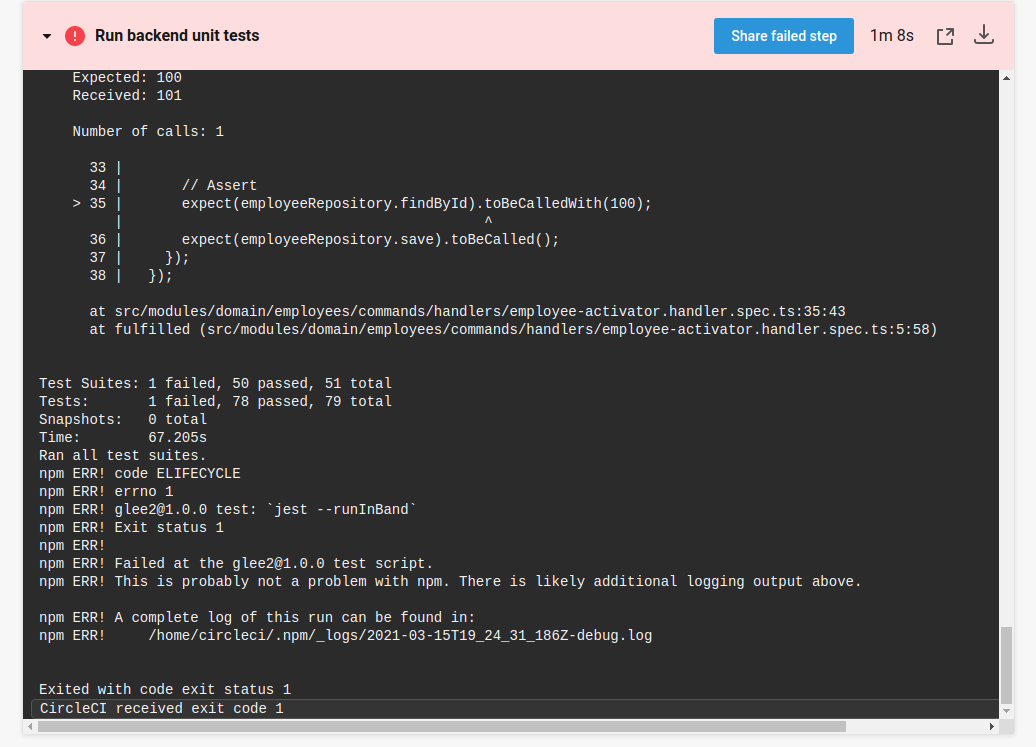 Run backend unit tests
Share failed step
1m 8s
Expected: 100
Received: 101
Number of calls: 1
33 |
34 |       // Assert
> 35 |       expect(employeeRepository.findById).toBeCalledWith(100);
|                                           ^
36 |       expect(employeeRepository.save).toBeCalled();
37 |     });
38 |   });
at src/modules/domain/employees/commands/handlers/employee-activator.handler.spec.ts:35:43
at fulfilled (src/modules/domain/employees/commands/handlers/employee-activator.handler.spec.ts:5:58)
Test Suites: 1 failed, 50 passed, 51 total
Tests:       1 failed, 78 passed, 79 total
Snapshots:   0 total
Time:        67.205s
Ran all test suites.
npm ERR! code ELIFECYCLE
npm ERR! errno 1
npm ERR! glee2@1.0.0 test: `jest --runInBand`
npm ERR! Exit status 1
npm ERR!
npm ERR! Failed at the glee2@1.0.0 test script.
npm ERR! This is probably not a problem with npm. There is likely additional logging output above.
npm ERR! A complete log of this run can be found in:
npm ERR!     /home/circleci/.npm/_logs/2021-03-15T19_24_31_186Z-debug.log
Exited with code exit status 1
CircleCI received exit code 1